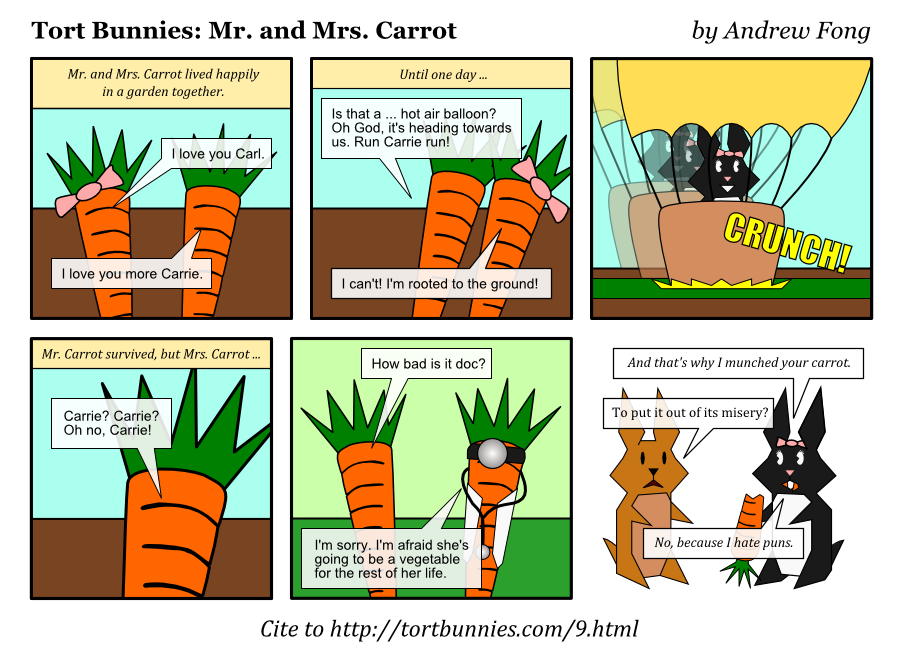 Tort Bunnies: Mr. and Mrs. Carrot
by Andrew Fong
Mr. and Mrs. Carrot lived happily
in a garden together.
I love you Carl.
I love you more Carrie.
Until one day ...
Is that a ... hot air balloon?
Oh God, it's heading towards
us. Run Carrie run!
I can't! I'm rooted to the ground!
CRUNCH!
Mr. Carrot survived, but Mrs. Carrot ...
Carrie? Carrie?
Oh no, Carrie!
How bad is it doc?
I'm sorry. I'm afraid she's
going to be a vegetable
for the rest of her life.
And that's why I munched your carrot.
To put it out of its misery?
No, because I hate puns.
Cite to http://tortbunnies.com/9.html